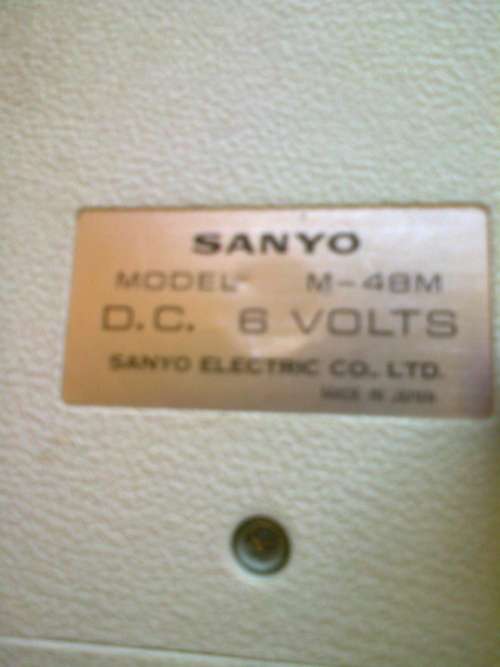 SANYO
MODEL M-48M
D.C. 6 VOLTS
SANYO ELECTRIC CO., LTD.
MADE IN JAPAN